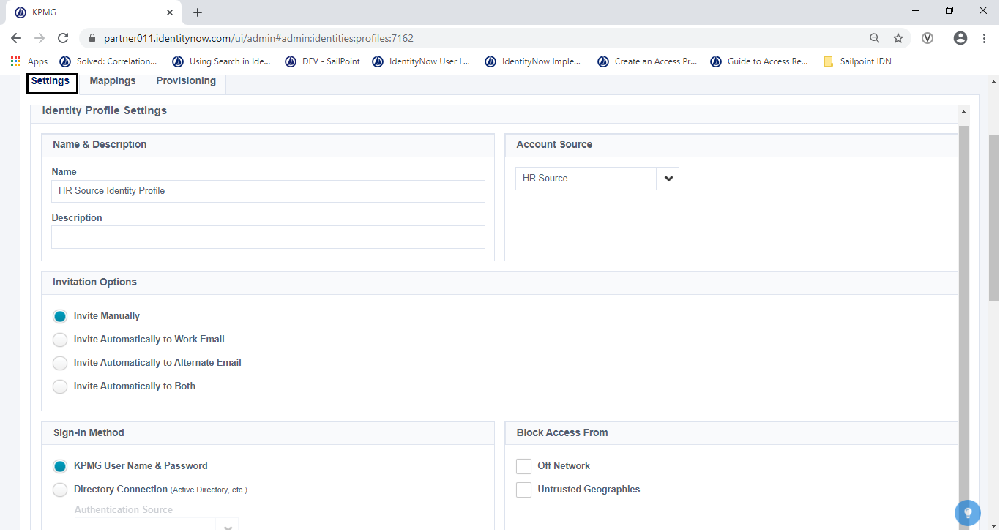 KPMG
partner011.identitynow.com/ui/admin#admin:identities:profiles:7162
Apps Solved: Correlation... Using Search in Ide... DEV - SailPoint IdentityNow User L... IdentityNow Imple... Create an Access Pr... Guide to Access Re... Sailpoint IDN
Settings Mappings Provisioning
Identity Profile Settings
Name & Description
Name
HR Source Identity Profile
Description
Account Source
HR Source
Invitation Options
Invite Manually
Invite Automatically to Work Email
Invite Automatically to Alternate Email
Invite Automatically to Both
Sign-in Method
KPMG User Name & Password
Directory Connection (Active Directory, etc.)
Authentication Source
Block Access From
Off Network
Untrusted Geographies